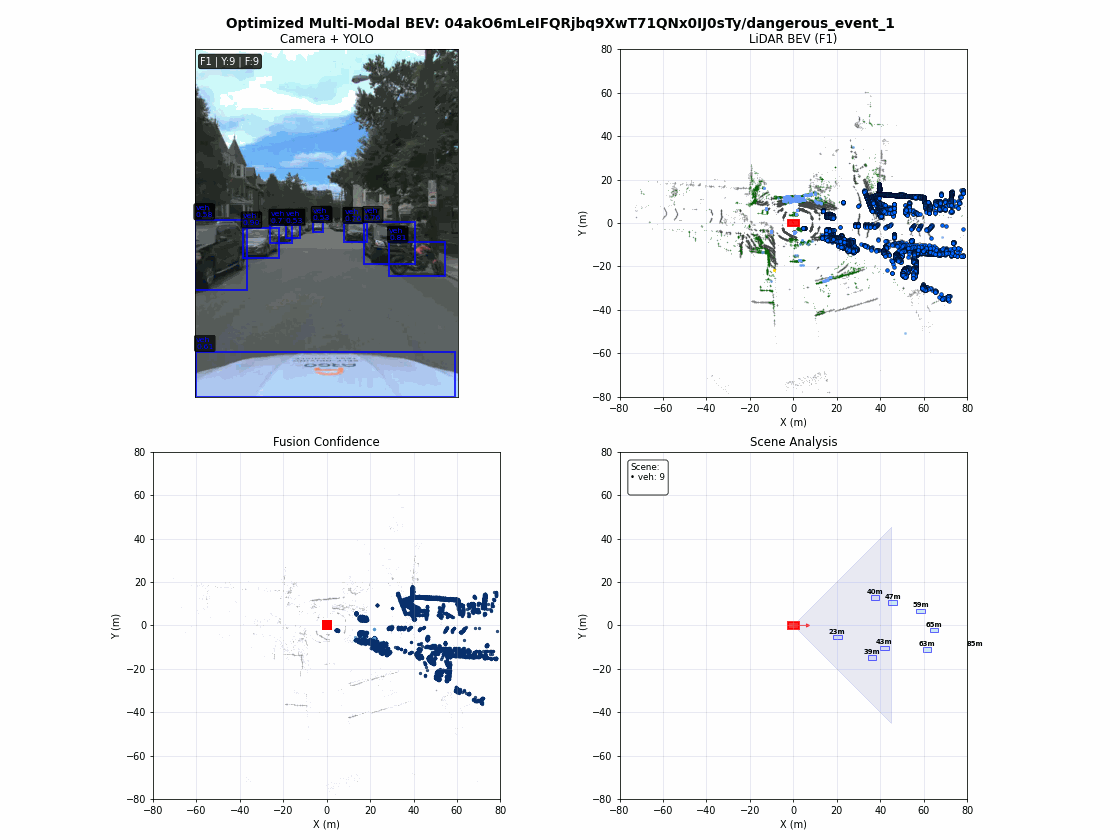 Optimized Multi-Modal BEV: 04akO6mLeIFQRjbq9XwT71QNx0IJ0sTy/dangerous_event_1
Camera + YOLO
F1 | Y:9 | F:9
LiDAR BEV (F1)
80
60
40
20
0
−20
−40
−60
−80
Y (m)
−80 −60 −40 −20 0 20 40 60 80
X (m)
Fusion Confidence
80
60
40
20
0
−20
−40
−60
−80
Y (m)
−80 −60 −40 −20 0 20 40 60 80
X (m)
Scene Analysis
Scene:
• veh: 9
40m
47m
59m
65m
23m
43m
63m
85m
39m
80
60
40
20
0
−20
−40
−60
−80
Y (m)
−80 −60 −40 −20 0 20 40 60 80
X (m)